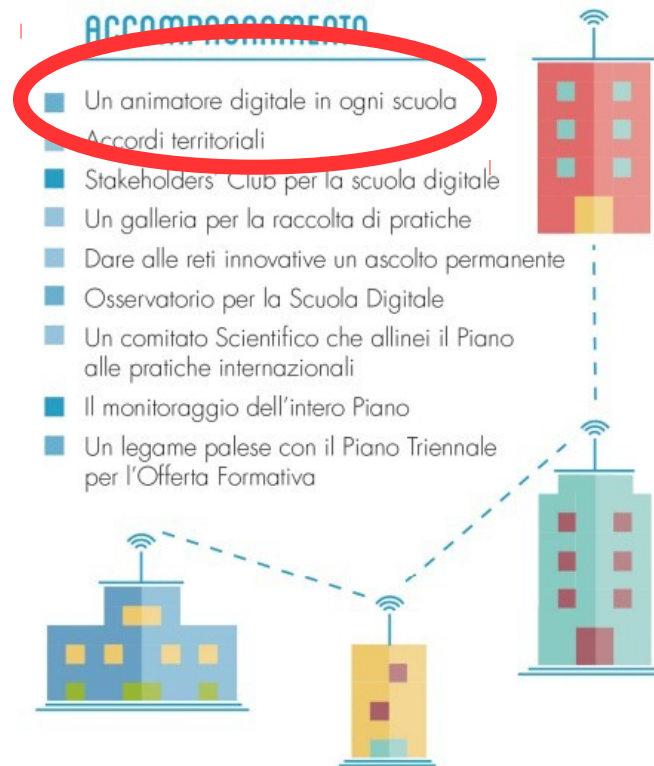 ACCOMPAGNAMENTO
Un animatore digitale in ogni scuola
Accordi territoriali
Stakeholders' Club per la scuola digitale
Un galleria per la raccolta di pratiche
Dare alle reti innovative un ascolto permanente
Osservatorio per la Scuola Digitale
Un comitato Scientifico che allinei il Piano
alle pratiche internazionali
Il monitoraggio dell'intero Piano
Un legame palese con il Piano Triennale
per l'Offerta Formativa